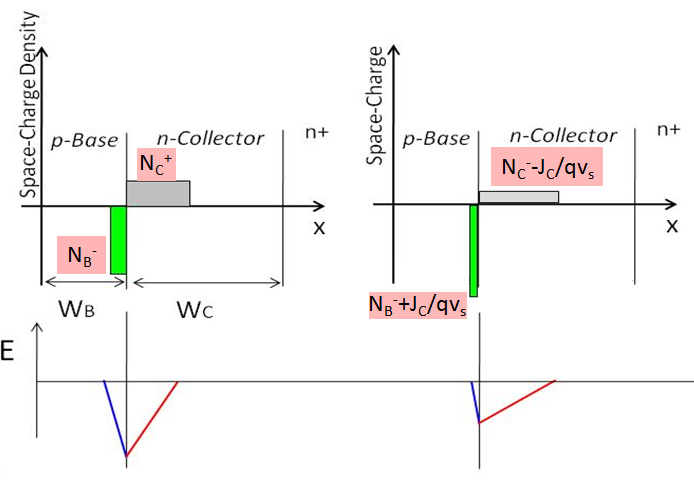 Space-Charge Density
p-Base
n-Collector
n+
N_C^+
N_B^-
x
W_B
W_C
Space-Charge
p-Base
n-Collector
n+
N_C^--J_C/qv_s
x
N_B^-+J_C/qv_s
E